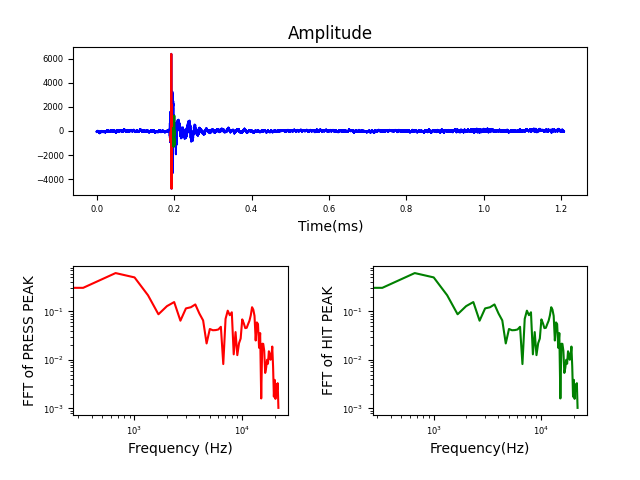 Amplitude
6000
4000
2000
0
−2000
−4000
0.0 0.2 0.4 0.6 0.8 1.0 1.2
Time(ms)
FFT of PRESS PEAK
10⁻¹
10⁻²
10⁻³
10³ 10⁴
Frequency (Hz)
FFT of HIT PEAK
10⁻¹
10⁻²
10⁻³
10³ 10⁴
Frequency(Hz)